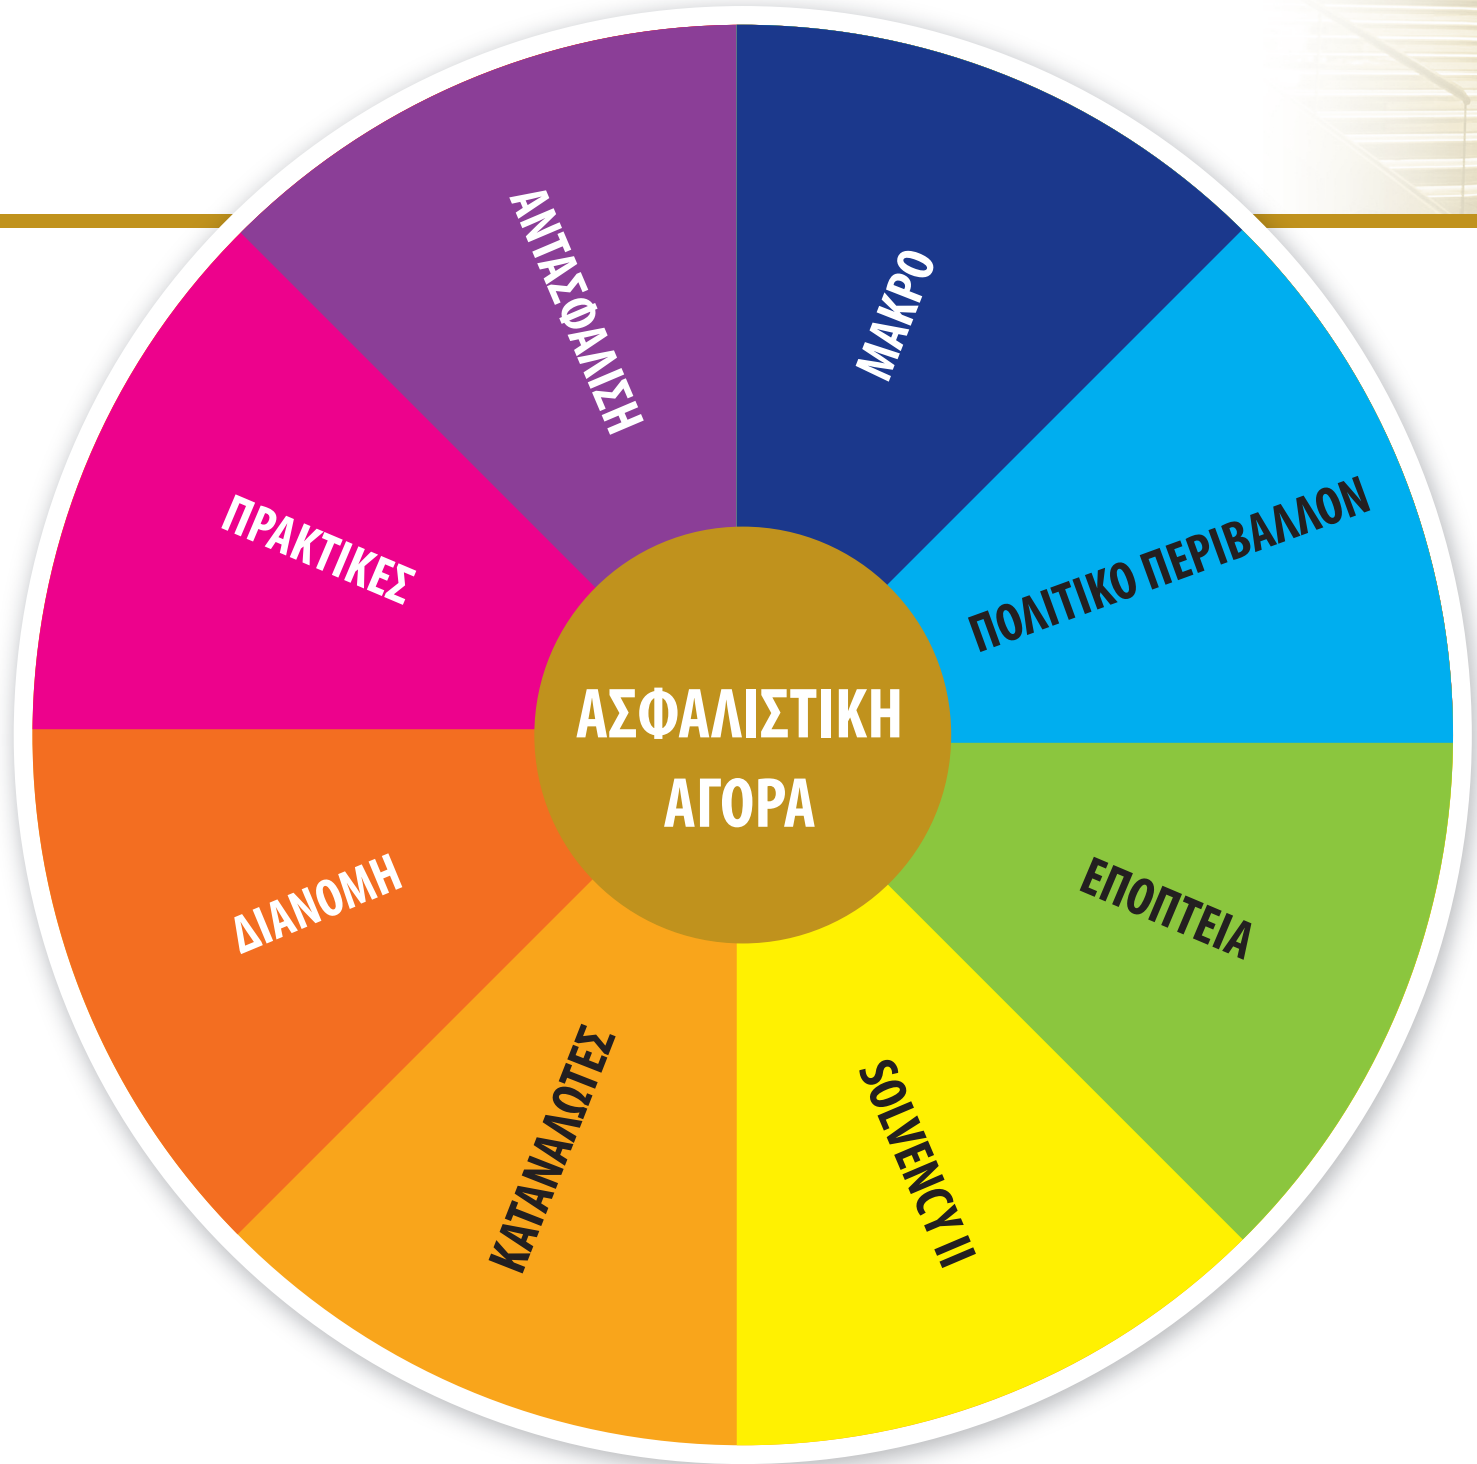 ΑΣΦΑΛΙΣΤΙΚΗ
ΑΓΟΡΑ
ΜΑΚΡΟ
ΠΟΛΙΤΙΚΟ ΠΕΡΙΒΑΛΛΟΝ
ΕΠΟΠΤΕΙΑ
SOLVENCY II
ΚΑΤΑΝΑΛΩΤΕΣ
ΔΙΑΝΟΜΗ
ΠΡΑΚΤΙΚΕΣ
ΑΝΤΑΣΦΑΛΙΣΗ